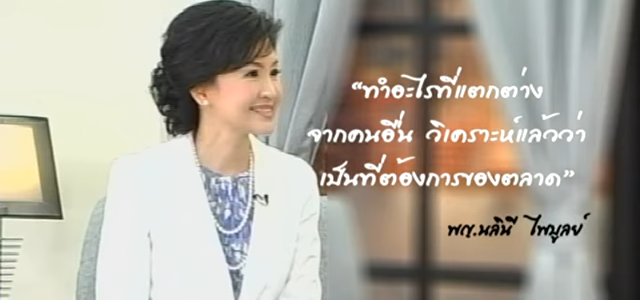 “ทำอะไรที่แตกต่าง
จากคนอื่น วิเคราะห์แล้วว่า
เป็นที่ต้องการของตลาด”
พญ.นลินี ไพบูลย์